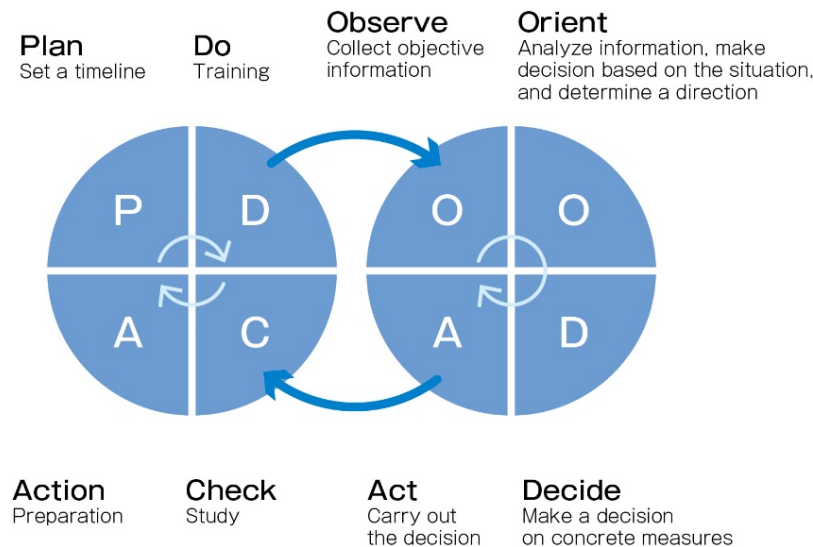 Plan
Set a timeline
Do
Training
Observe
Collect objective
information
Orient
Analyze information, make
decision based on the situation,
and determine a direction
P
D
A
C
O
O
A
D
Action
Preparation
Check
Study
Act
Carry out
the decision
Decide
Make a decision
on concrete measures